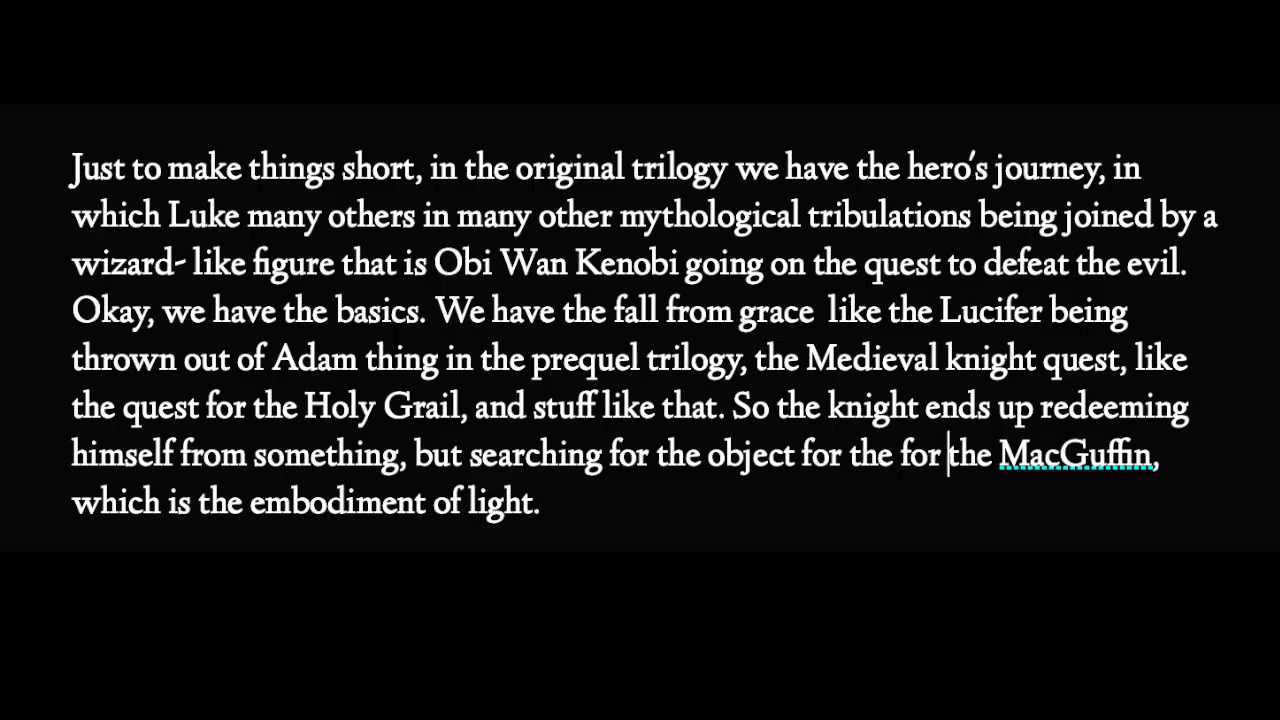 Just to make things short, in the original trilogy we have the hero's journey, in
which Luke many others in many other mythological tribulations being joined by a
wizard- like figure that is Obi Wan Kenobi going on the quest to defeat the evil.
Okay, we have the basics. We have the fall from grace  like the Lucifer being
thrown out of Adam thing in the prequel trilogy, the Medieval knight quest, like
the quest for the Holy Grail, and stuff like that. So the knight ends up redeeming
himself from something, but searching for the object for the for the MacGuffin,
which is the embodiment of light.